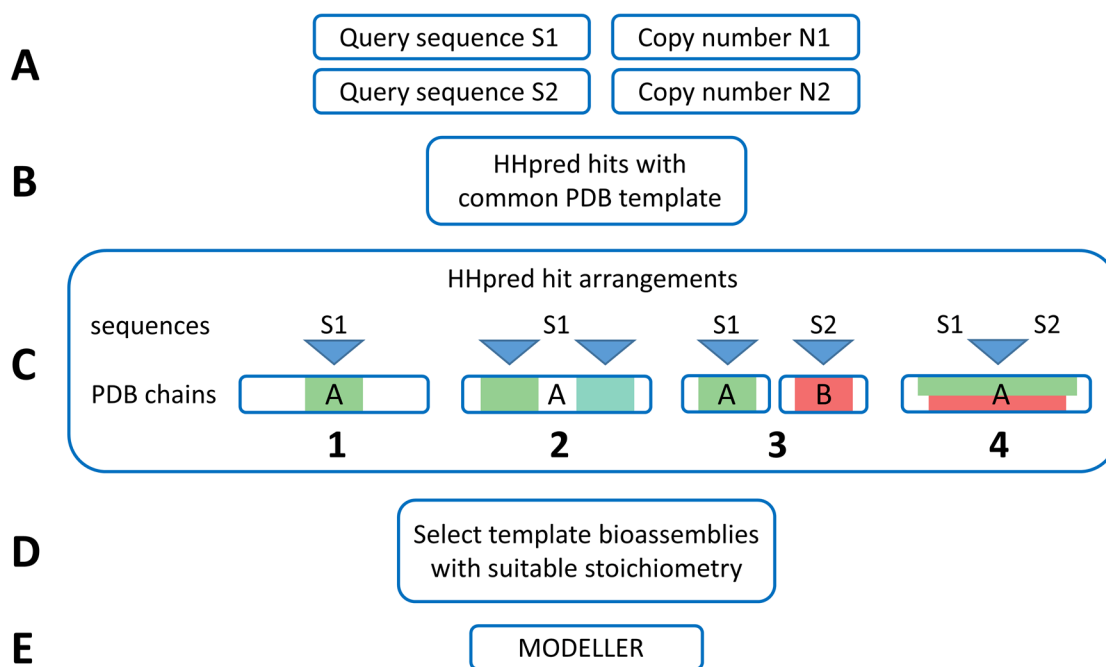 A
Query sequence S1
Copy number N1
Query sequence S2
Copy number N2
B
HHpred hits with
common PDB template
C
HHpred hit arrangements
sequences
S1
S1
S1
S2
S1
S2
PDB chains
A
A
A
B
A
1
2
3
4
D
Select template bioassemblies
with suitable stoichiometry
E
MODELLER